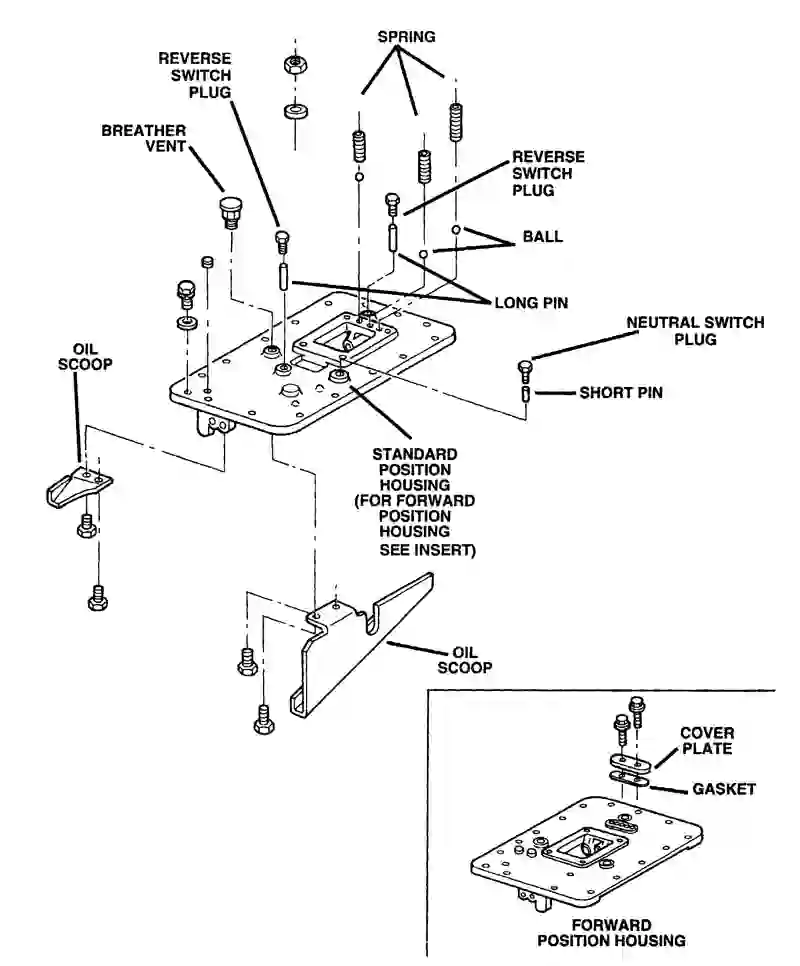 SPRING
REVERSE
SWITCH
PLUG
BREATHER
VENT
REVERSE
SWITCH
PLUG
BALL
LONG PIN
NEUTRAL SWITCH
PLUG
SHORT PIN
OIL
SCOOP
STANDARD
POSITION
HOUSING
(FOR FORWARD
POSITION
HOUSING
SEE INSERT)
OIL
SCOOP
COVER
PLATE
GASKET
FORWARD
POSITION HOUSING